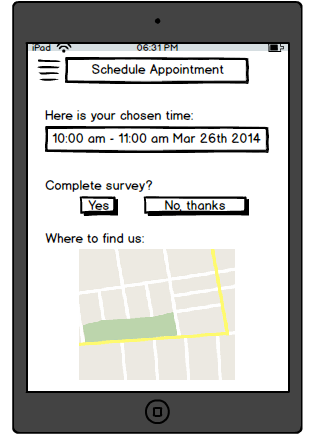 iPod 06:31 PM
Schedule Appointment
Here is your chosen time:
10:00 am - 11:00 am Mar 26th 2014
Complete survey?
Yes No, thanks
Where to find us: